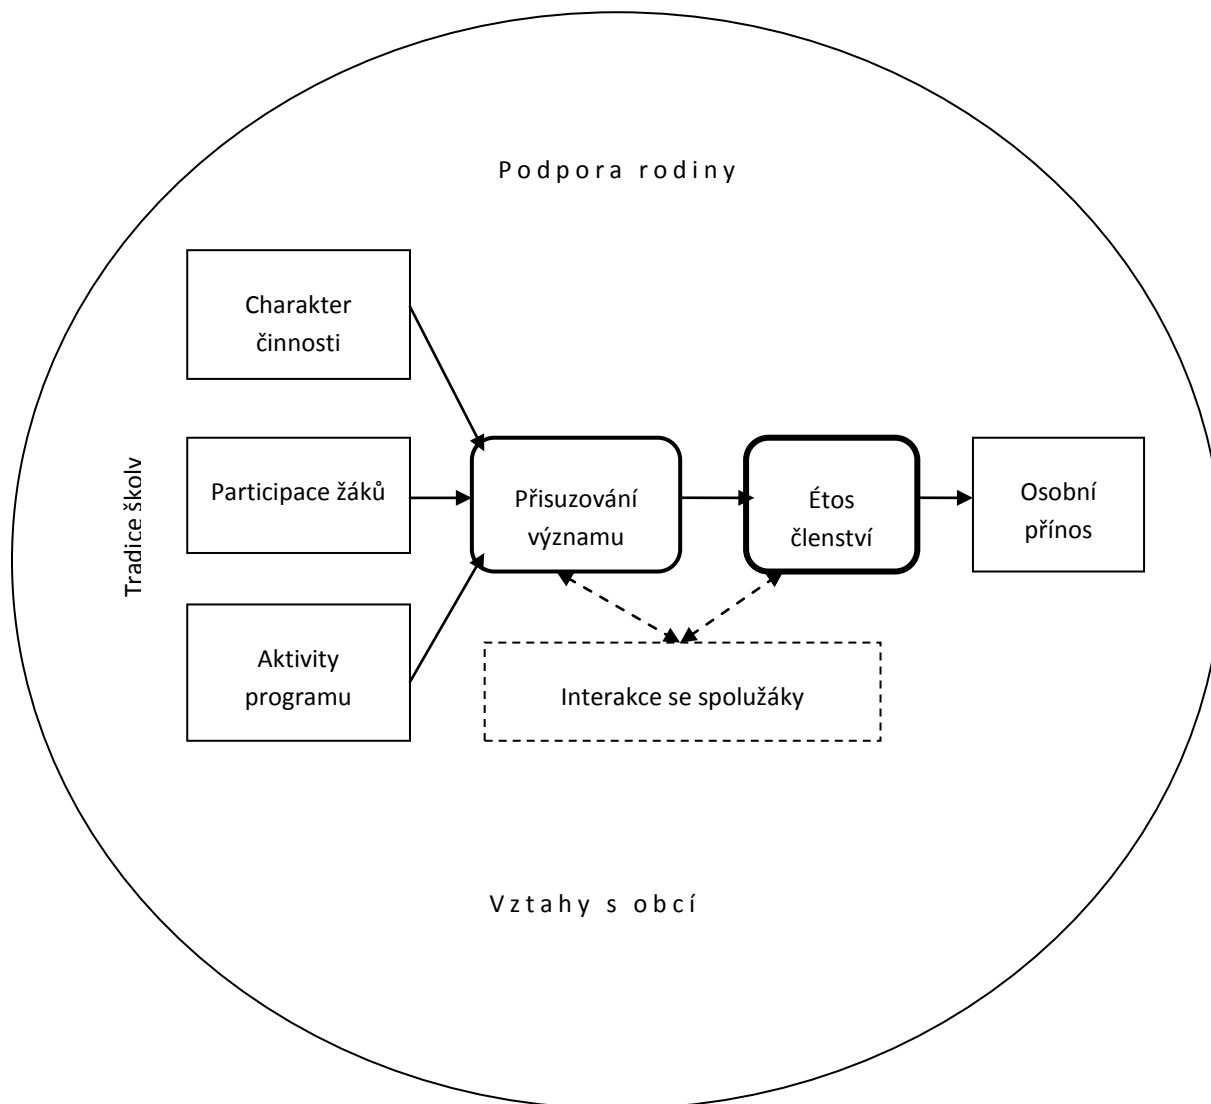 Podpora rodiny
Charakter
činnosti
Participace žáků
Aktivity
programu
Tradice školy
Přisuzování
významu
Étos
členství
Osobní
přínos
Interakce se spolužáky
Vztahy s obcí